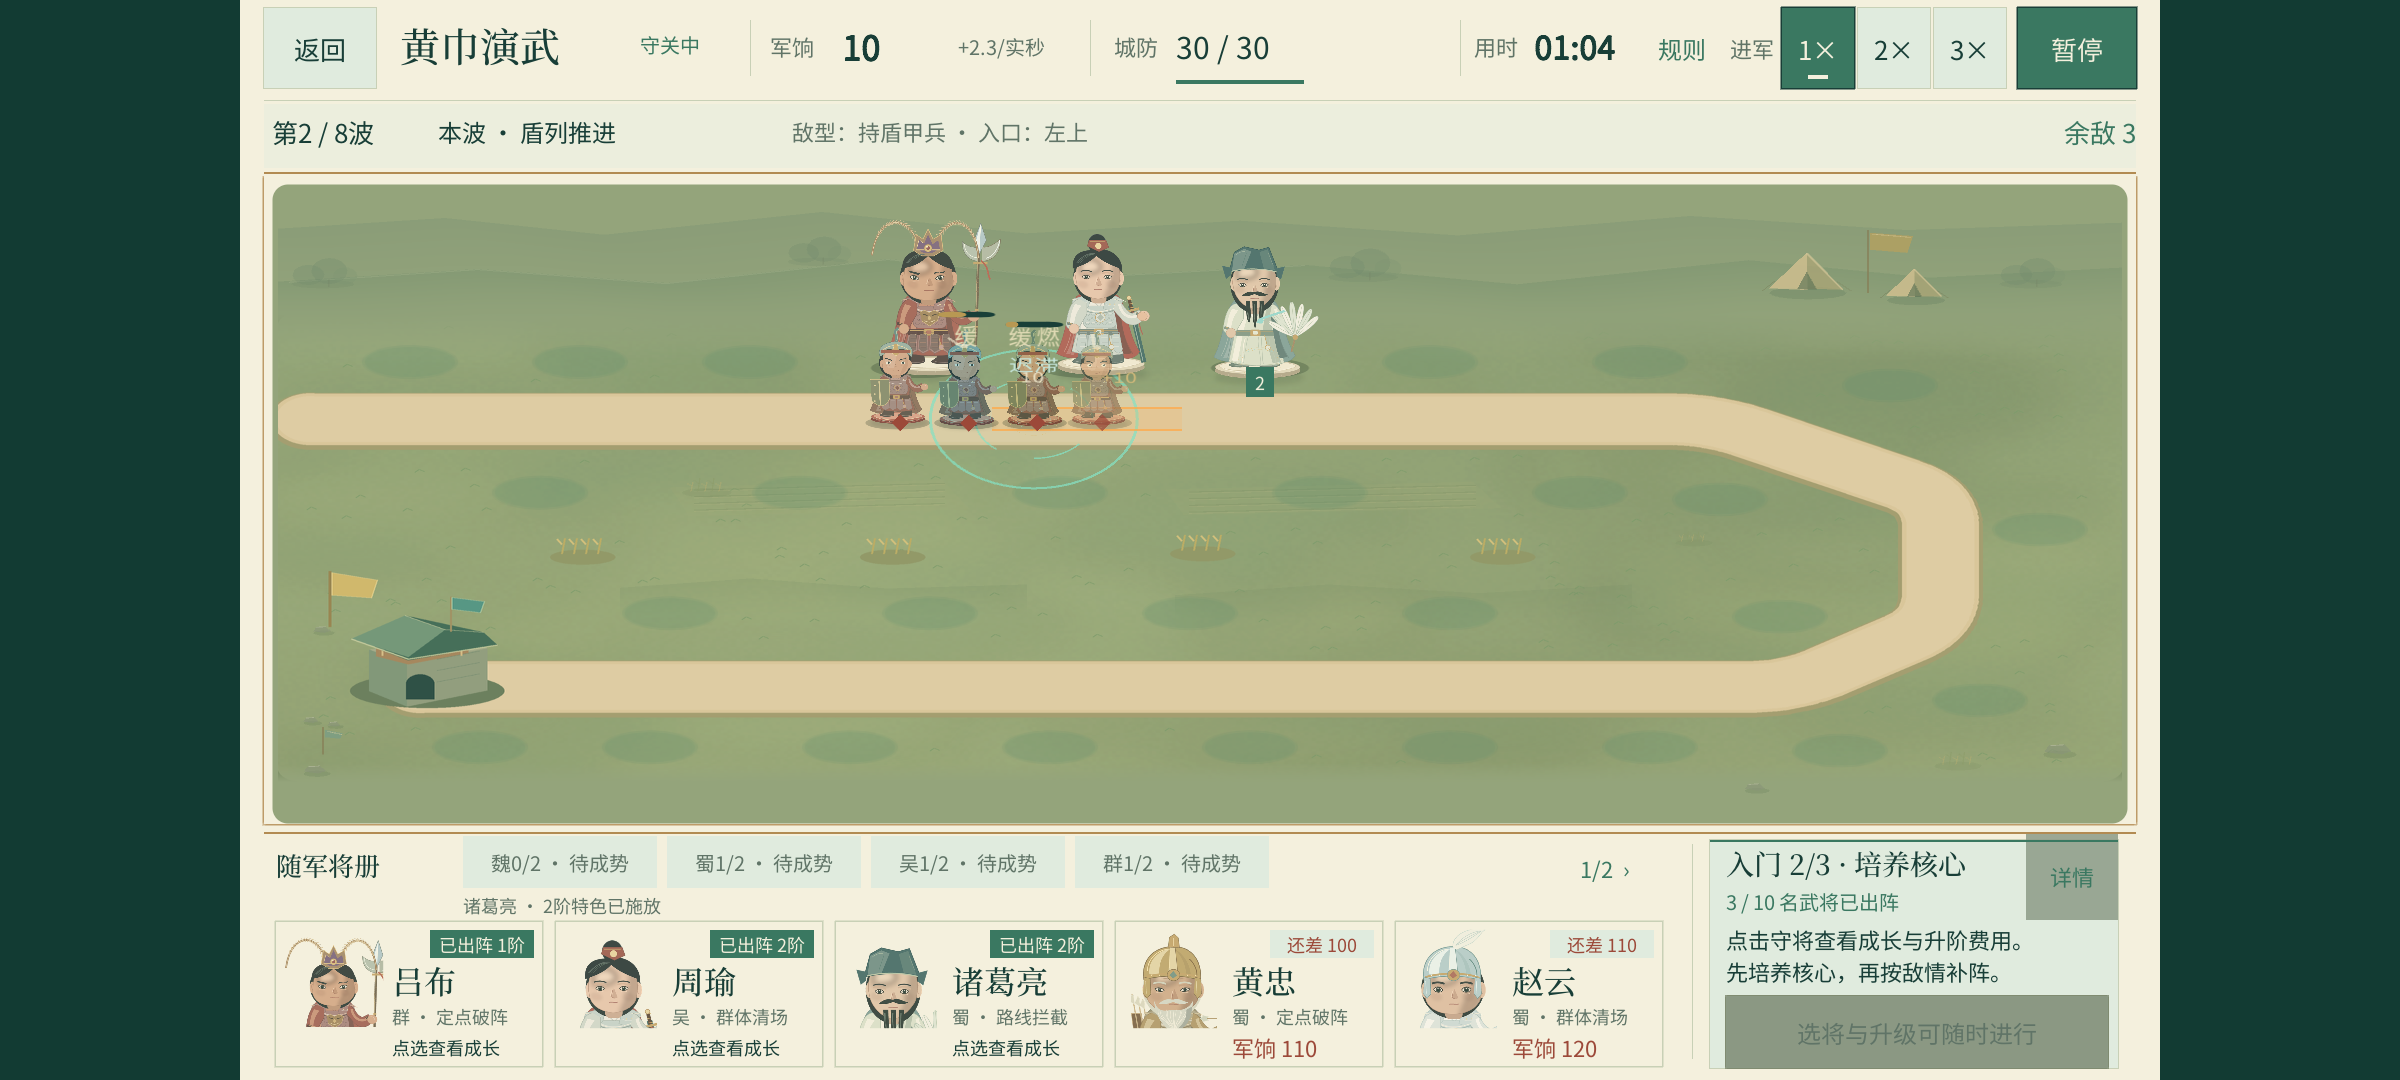 返回
黄巾演武
守关中
军饷 10 +2.3/实秒
城防 30 / 30
用时 01:04
规则
进军 1× 2× 3×
暂停
第2 / 8波 本波 · 盾列推进 敌型：持盾甲兵 · 入口：左上 余敌 3
缓 缓 燃
迟滞
2
随军将册
魏0/2 · 待成势 蜀1/2 · 待成势 吴1/2 · 待成势 群1/2 · 待成势
1/2 ›
诸葛亮 · 2阶特色已施放
已出阵 1阶
吕布
群 · 定点破阵
点选查看成长
已出阵 2阶
周瑜
吴 · 群体清场
点选查看成长
已出阵 2阶
诸葛亮
蜀 · 路线拦截
点选查看成长
还差 100
黄忠
蜀 · 定点破阵
军饷 110
还差 110
赵云
蜀 · 群体清场
军饷 120
入门 2/3 · 培养核心
详情
3 / 10 名武将已出阵
点击守将查看成长与升阶费用。
先培养核心，再按敌情补阵。
选将与升级可随时进行